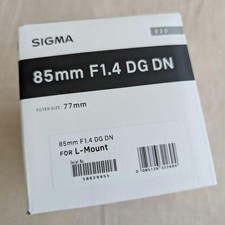 SIGMA
020
85mm F1.4 DG DN
FILTER SIZE: 77mm
85mm F1.4 DG DN
FOR L-Mount